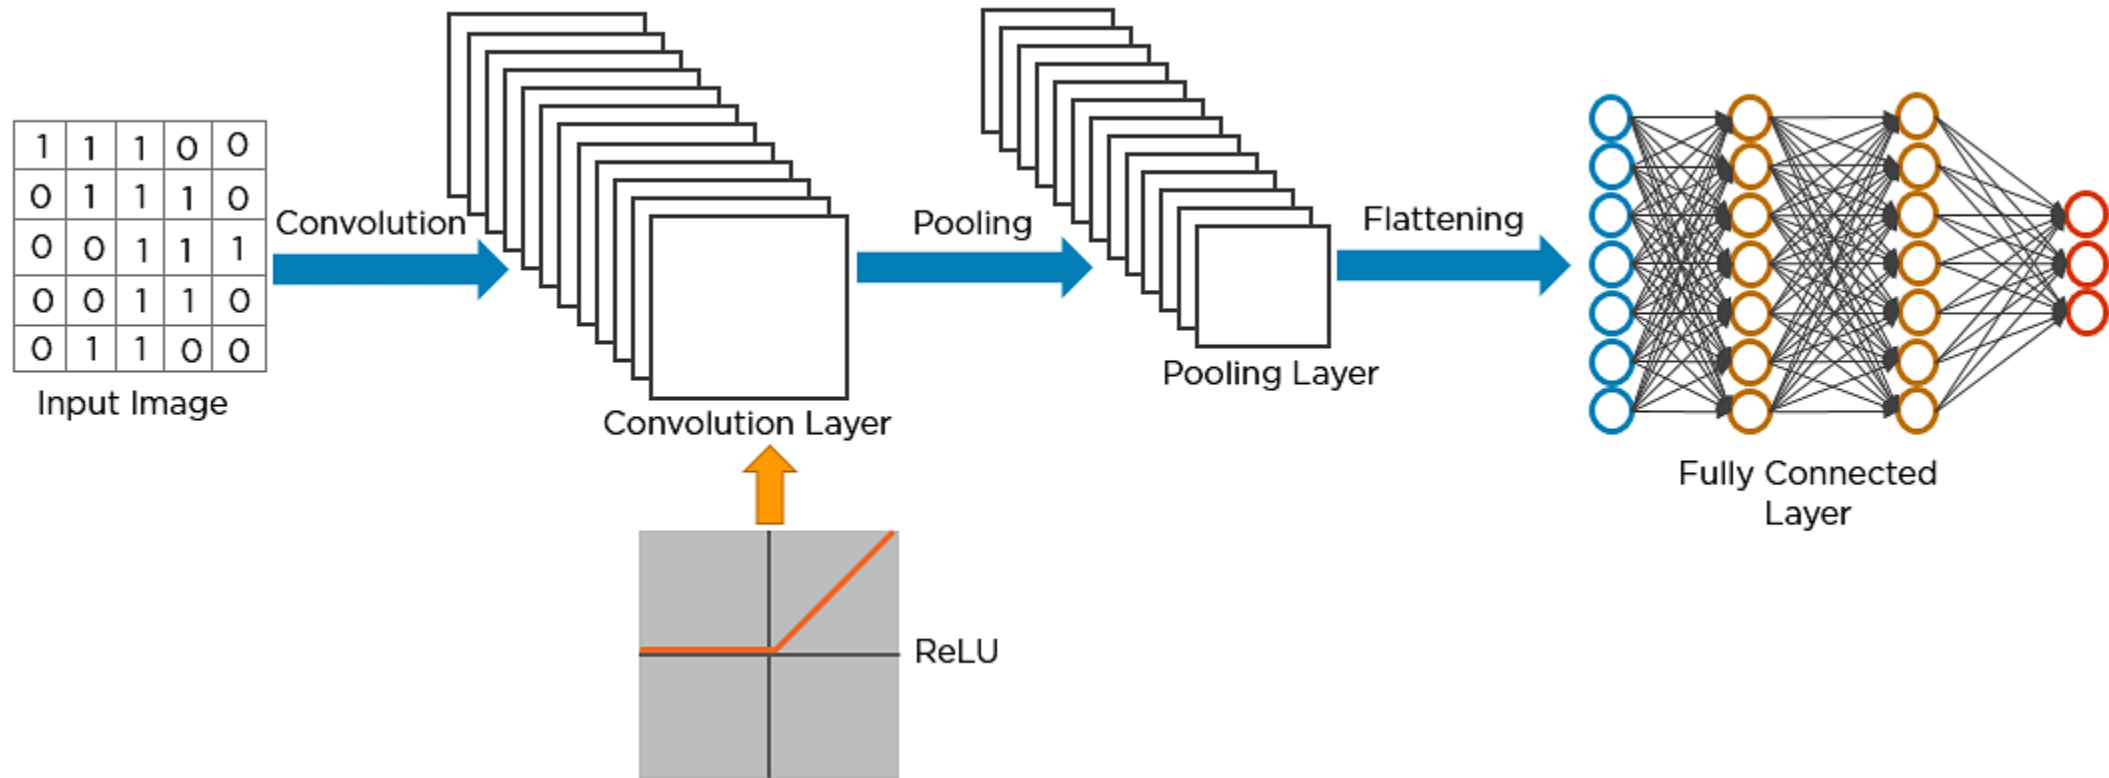 1 1 1 0 0
0 1 1 1 0
0 0 1 1 1
0 0 1 1 0
0 1 1 0 0
Input Image
Convolution
Convolution Layer
Pooling
Pooling Layer
Flattening
Fully Connected
Layer
ReLU